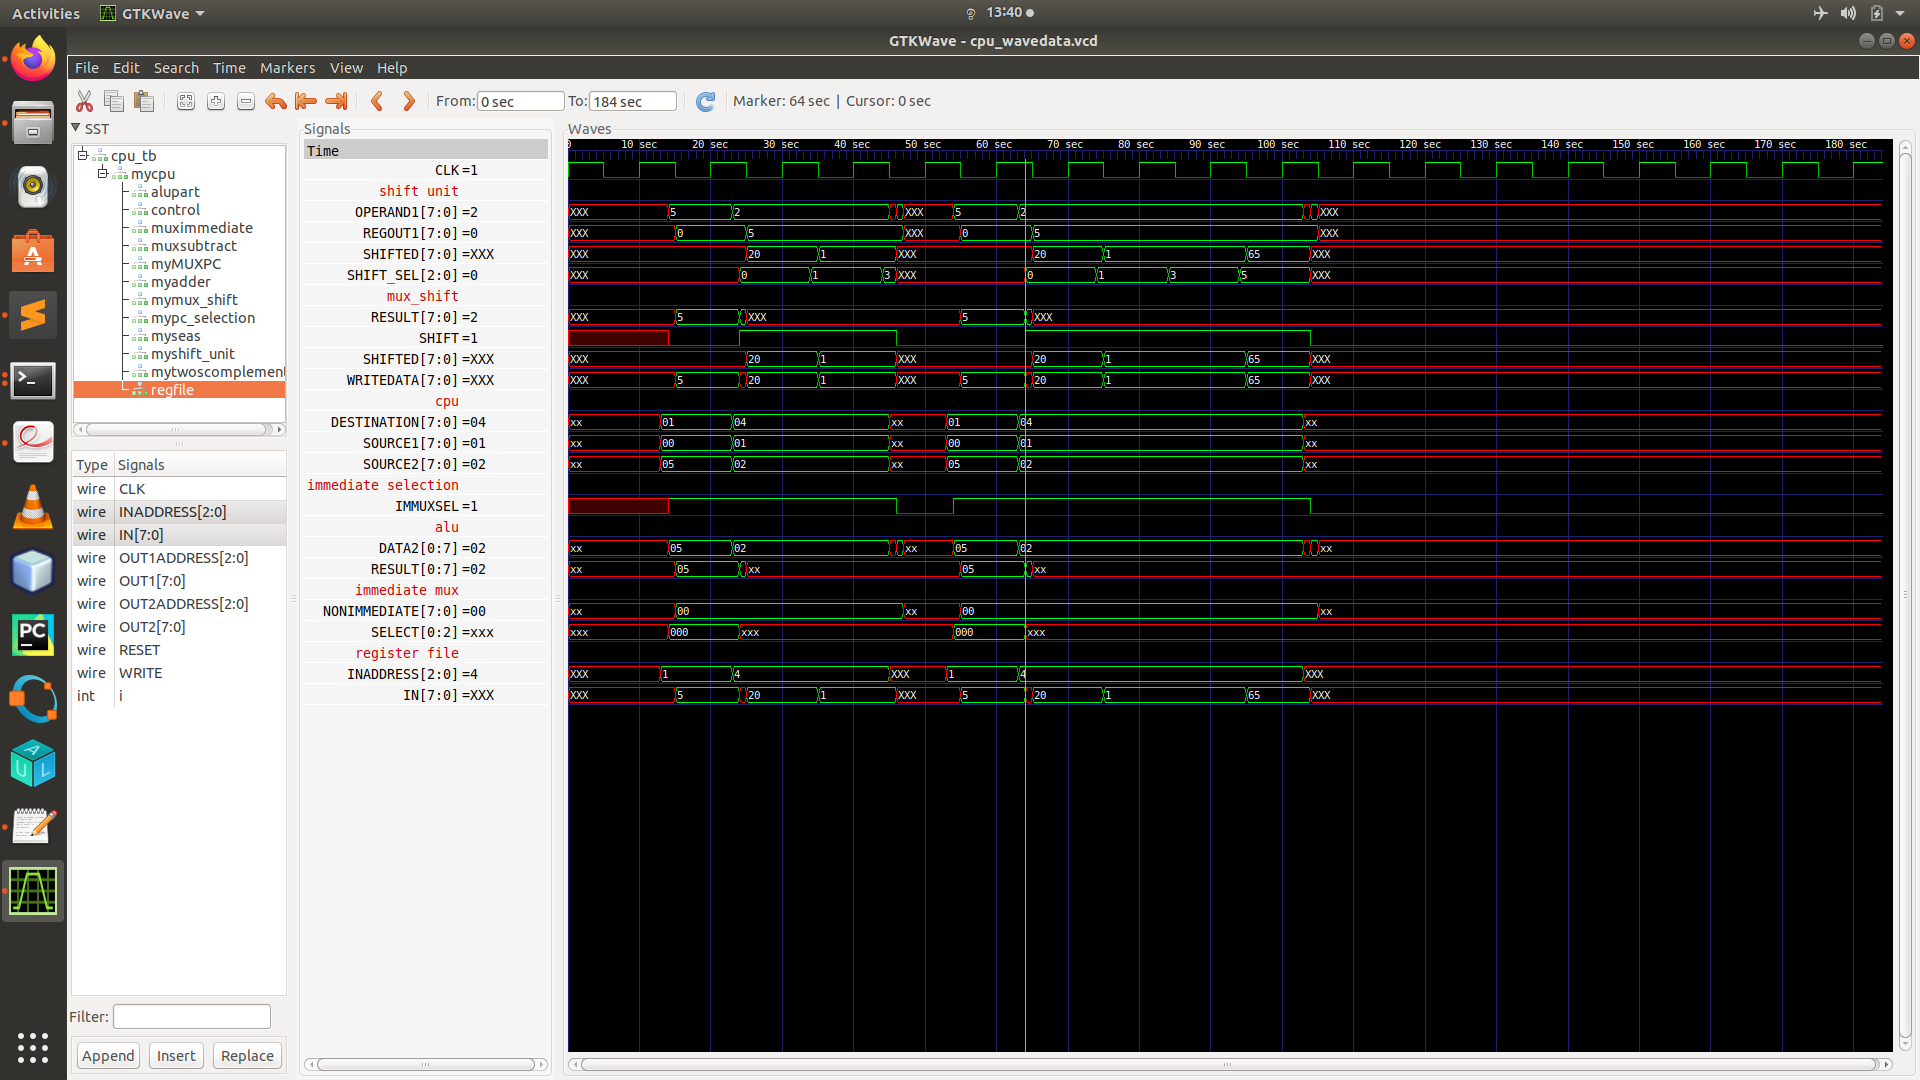 Activities GTKWave 13:40
GTKWave - cpu_wavedata.vcd
File Edit Search Time Markers View Help
From: 0 sec To: 184 sec Marker: 64 sec | Cursor: 0 sec
SST
cpu_tb
mycpu
alupart
control
muximmediate
muxsubtract
myMUXPC
myadder
mymux_shift
mypc_selection
myseas
myshift_unit
mytwoscomplement
regfile
Type Signals
wire CLK
wire INADDRESS[2:0]
wire IN[7:0]
wire OUT1ADDRESS[2:0]
wire OUT1[7:0]
wire OUT2ADDRESS[2:0]
wire OUT2[7:0]
wire RESET
wire WRITE
int i
Filter:
Append Insert Replace
Signals
Time
CLK =1
shift unit
OPERAND1[7:0] =2
REGOUT1[7:0] =0
SHIFTED[7:0] =XXX
SHIFT_SEL[2:0] =0
mux_shift
RESULT[7:0] =2
SHIFT =1
SHIFTED[7:0] =XXX
WRITEDATA[7:0] =XXX
cpu
DESTINATION[7:0] =04
SOURCE1[7:0] =01
SOURCE2[7:0] =02
immediate selection
IMMUXSEL =1
alu
DATA2[0:7] =02
RESULT[0:7] =02
immediate mux
NONIMMEDIATE[7:0] =00
SELECT[0:2] =xxx
register file
INADDRESS[2:0] =4
IN[7:0] =XXX
Waves
0 10 sec 20 sec 30 sec 40 sec 50 sec 60 sec 70 sec 80 sec 90 sec 100 sec 110 sec 120 sec 130 sec 140 sec 150 sec 160 sec 170 sec 180 sec
XXX 5 2 XXX 5 2 XXX
XXX 0 5 XXX 0 5 XXX
XXX 20 1 XXX 20 1 65 XXX
XXX 0 1 3 XXX 0 1 3 5 XXX
XXX 5 XXX 5 XXX
XXX 20 1 XXX 20 1 65 XXX
XXX 5 20 1 XXX 5 20 1 65 XXX
xx 01 04 xx 01 04 xx
xx 00 01 xx 00 01 xx
xx 05 02 xx 05 02 xx
xx 05 02 xx 05 02 xx
xx 05 xx 05 xx
xx 00 xx 00 xx
xxx 000 xxx 000 xxx
XXX 1 4 XXX 1 4 XXX
XXX 5 20 1 XXX 5 20 1 65 XXX
PC
A U L